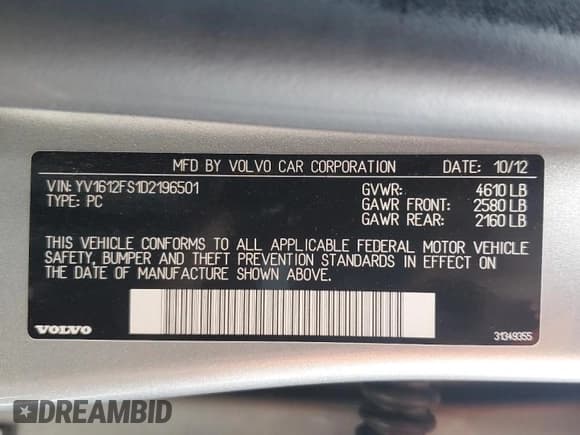 MFD BY VOLVO CAR CORPORATION DATE: 10/12
VIN: YV1612FS1D2196501 GVWR: 4610 LB
TYPE: PC GAWR FRONT: 2580 LB
GAWR REAR: 2160 LB
THIS VEHICLE CONFORMS TO ALL APPLICABLE FEDERAL MOTOR VEHICLE
SAFETY, BUMPER AND THEFT PREVENTION STANDARDS IN EFFECT ON
THE DATE OF MANUFACTURE SHOWN ABOVE.
VOLVO 31349355
DREAMBID